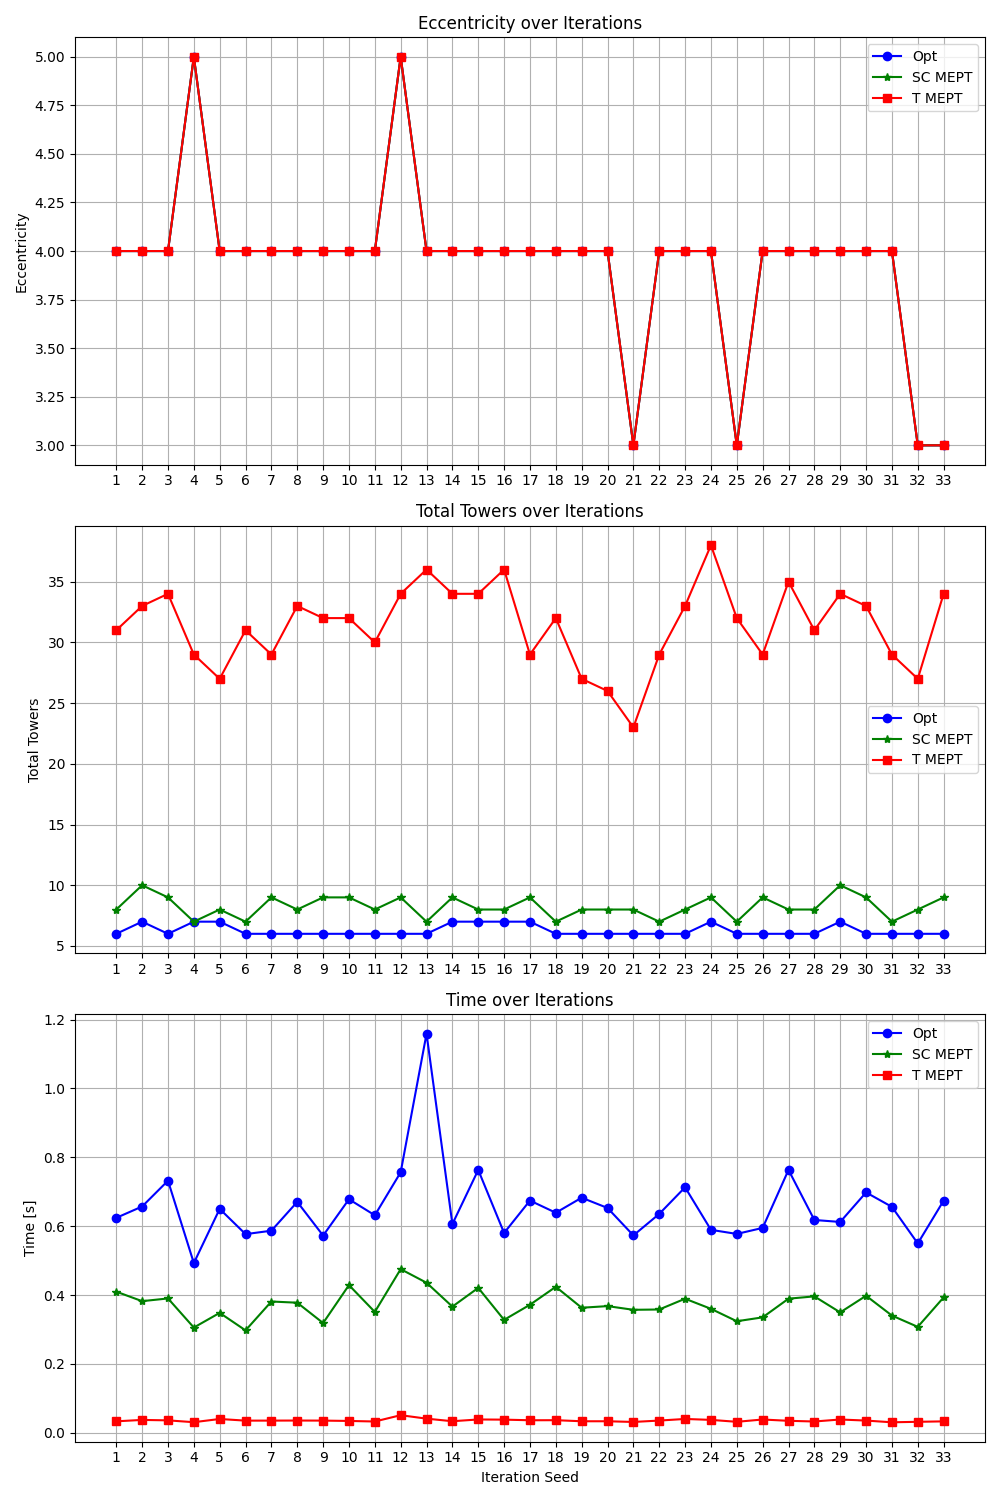 Eccentricity over Iterations
5.00
4.75
4.50
4.25
4.00
3.75
3.50
3.25
3.00
Eccentricity
Opt
SC MEPT
T MEPT
1 2 3 4 5 6 7 8 9 10 11 12 13 14 15 16 17 18 19 20 21 22 23 24 25 26 27 28 29 30 31 32 33
Total Towers over Iterations
35
30
25
20
15
10
5
Total Towers
Opt
SC MEPT
T MEPT
1 2 3 4 5 6 7 8 9 10 11 12 13 14 15 16 17 18 19 20 21 22 23 24 25 26 27 28 29 30 31 32 33
Time over Iterations
1.2
1.0
0.8
0.6
0.4
0.2
0.0
Time [s]
Opt
SC MEPT
T MEPT
1 2 3 4 5 6 7 8 9 10 11 12 13 14 15 16 17 18 19 20 21 22 23 24 25 26 27 28 29 30 31 32 33
Iteration Seed